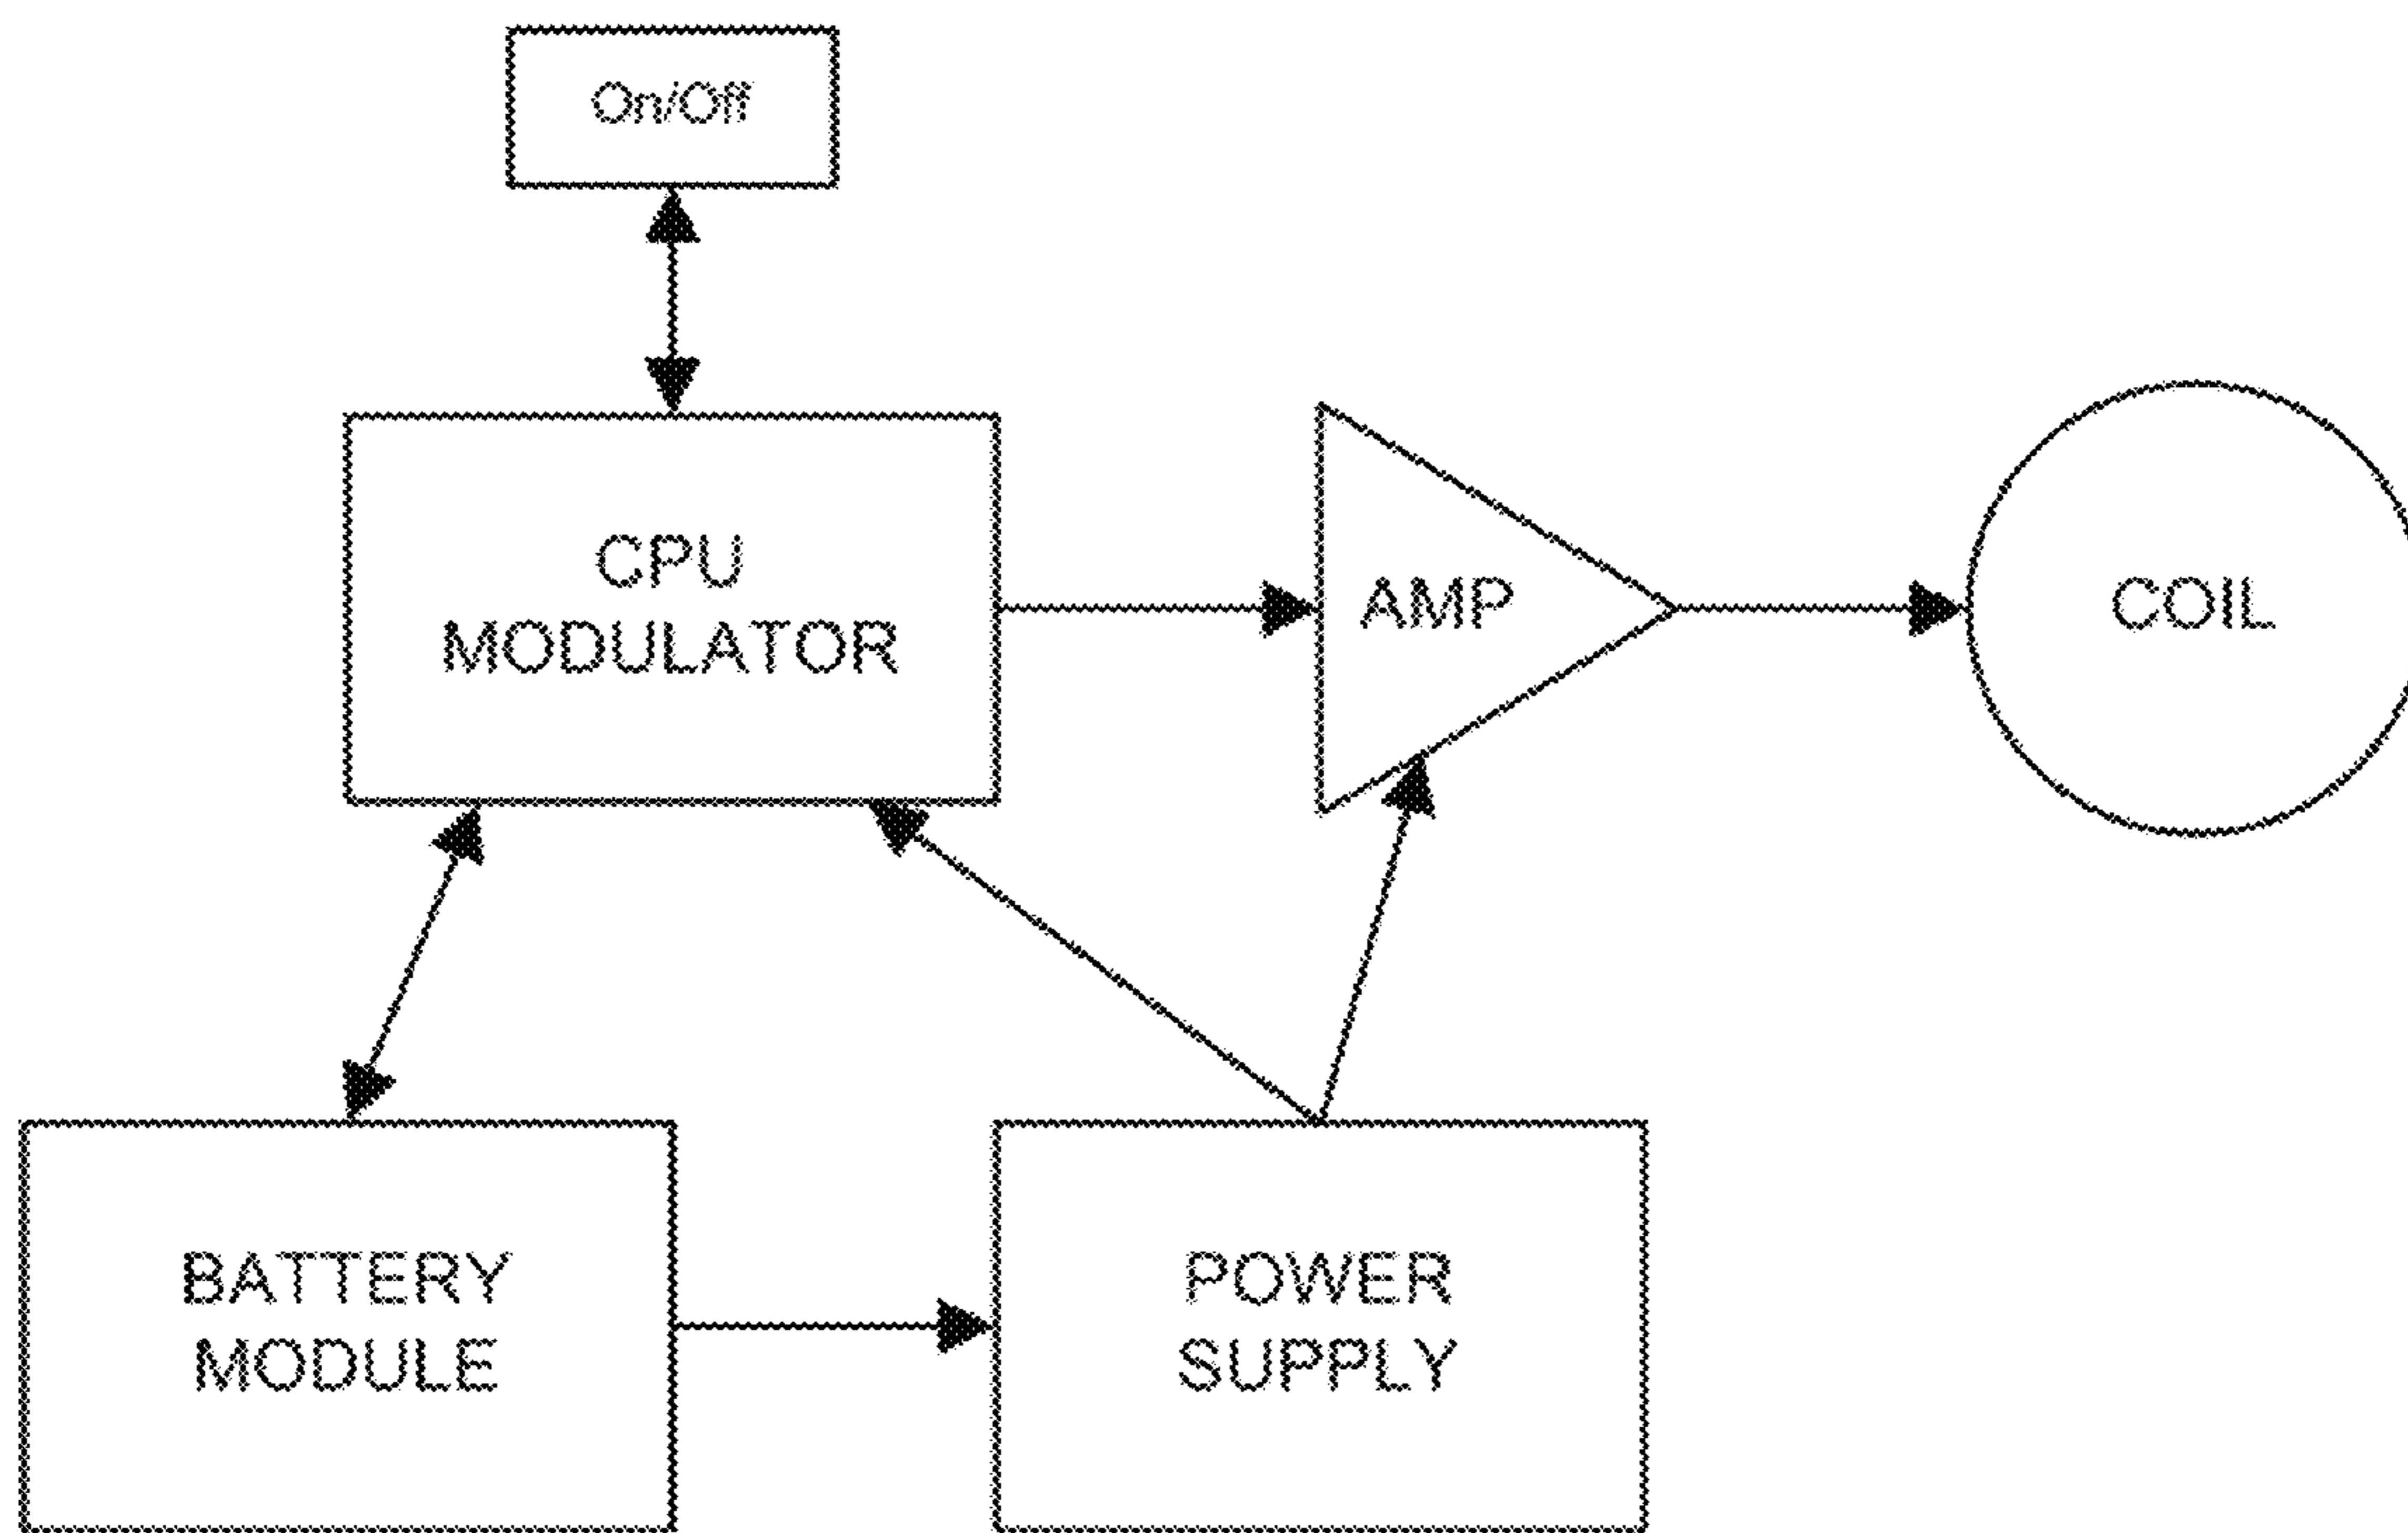 On/Off
CPU
MODULATOR
AMP
COIL
BATTERY
MODULE
POWER
SUPPLY